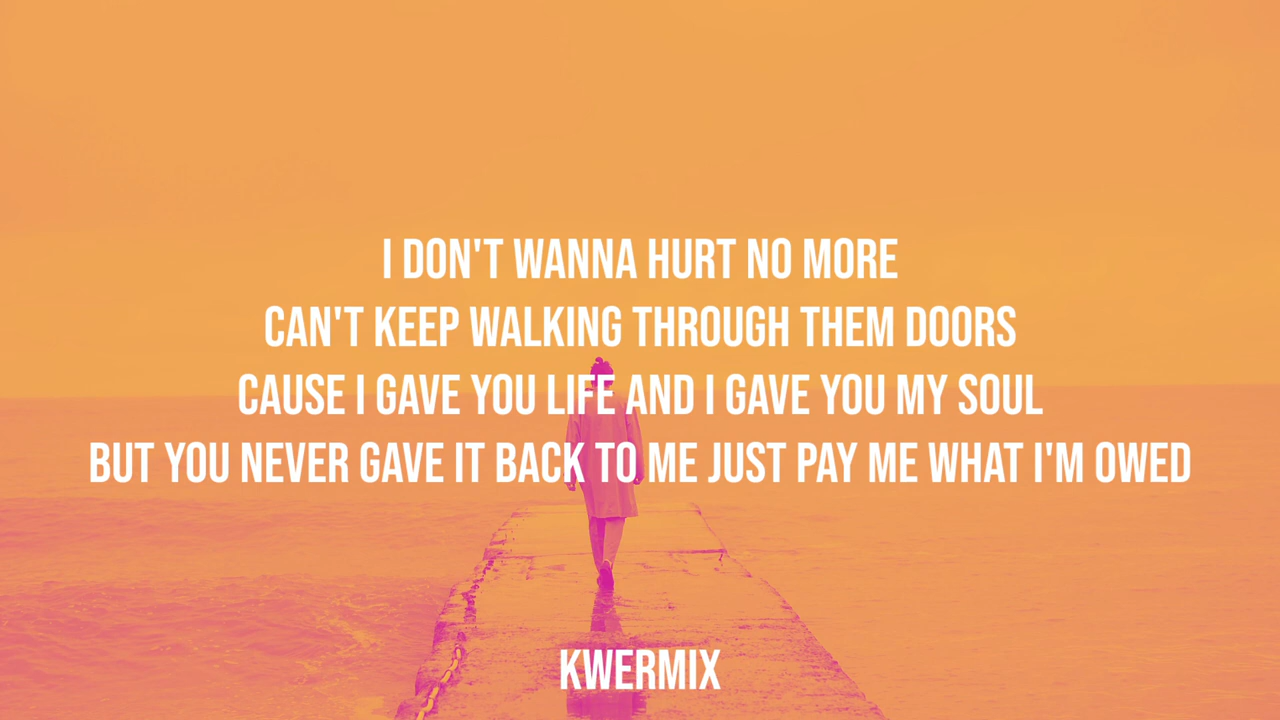 I DON'T WANNA HURT NO MORE
CAN'T KEEP WALKING THROUGH THEM DOORS
CAUSE I GAVE YOU LIFE AND I GAVE YOU MY SOUL
BUT YOU NEVER GAVE IT BACK TO ME JUST PAY ME WHAT I'M OWED
KWERMIX